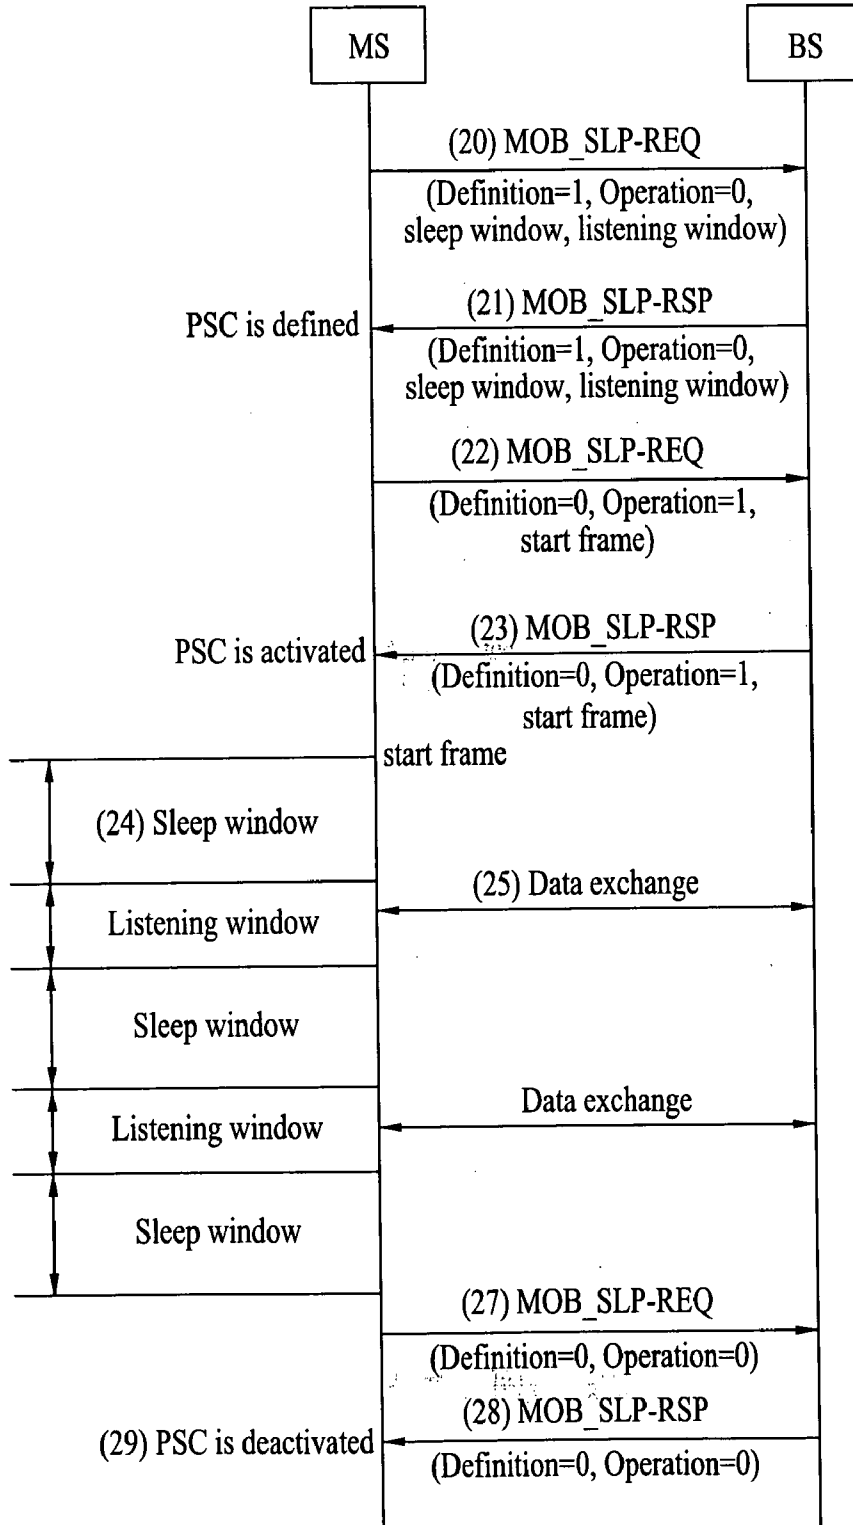 MS
BS
(20) MOB_SLP-REQ
(Definition=1, Operation=0,
sleep window, listening window)
(21) MOB_SLP-RSP
PSC is defined
(Definition=1, Operation=0,
sleep window, listening window)
(22) MOB_SLP-REQ
(Definition=0, Operation=1,
start frame)
(23) MOB_SLP-RSP
PSC is activated
(Definition=0, Operation=1,
start frame)
start frame
(24) Sleep window
(25) Data exchange
Listening window
Sleep window
Data exchange
Listening window
Sleep window
(27) MOB_SLP-REQ
(Definition=0, Operation=0)
(28) MOB_SLP-RSP
(29) PSC is deactivated
(Definition=0, Operation=0)